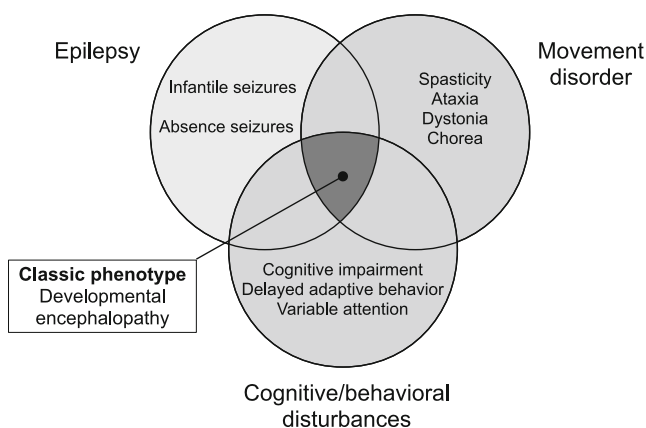 Epilepsy
Movement
disorder
Infantile seizures
Absence seizures
Spasticity
Ataxia
Dystonia
Chorea
Classic phenotype
Developmental
encephalopathy
Cognitive impairment
Delayed adaptive behavior
Variable attention
Cognitive/behavioral
disturbances